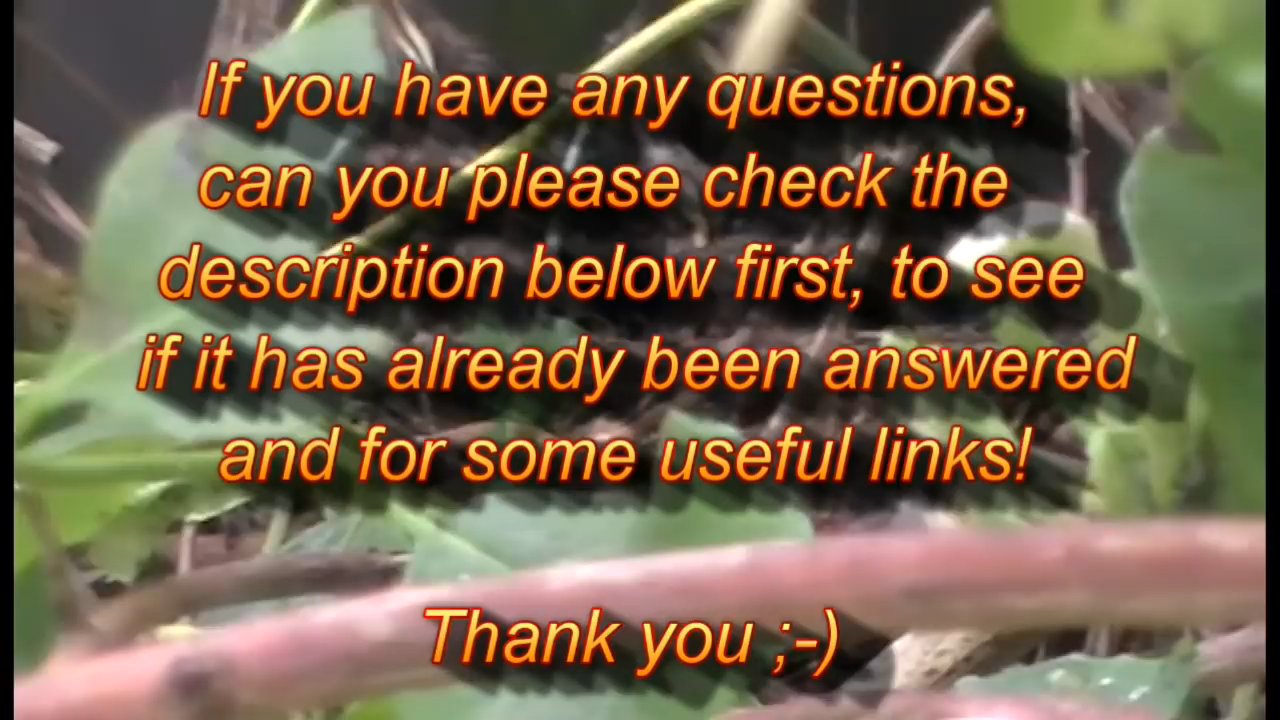 If you have any questions,
can you please check the
description below first, to see
if it has already been answered
and for some useful links!
Thank you ;-)